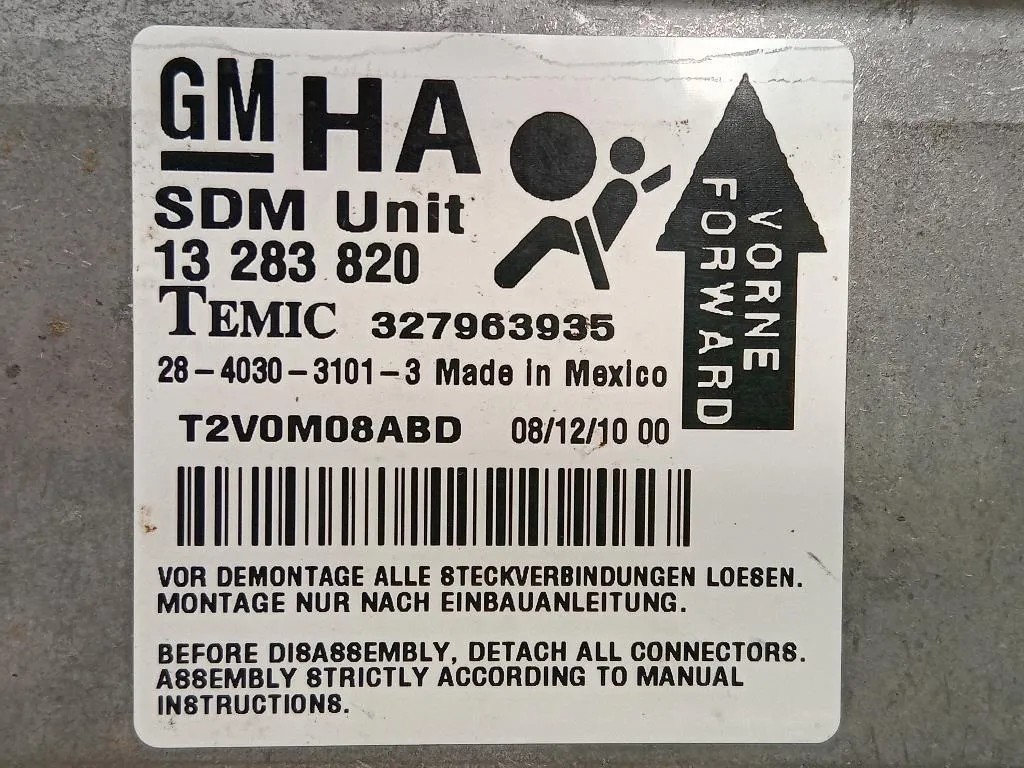 GM HA
SDM Unit
13 283 820
TEMIC 327963935
28-4030-3101-3 Made in Mexico
T2V0M08ABD 08/12/10 00
VORNE
FORWARD
VOR DEMONTAGE ALLE STECKVERBINDUNGEN LOESEN.
MONTAGE NUR NACH EINBAUANLEITUNG.
BEFORE DISASSEMBLY, DETACH ALL CONNECTORS.
ASSEMBLY STRICTLY ACCORDING TO MANUAL
INSTRUCTIONS.